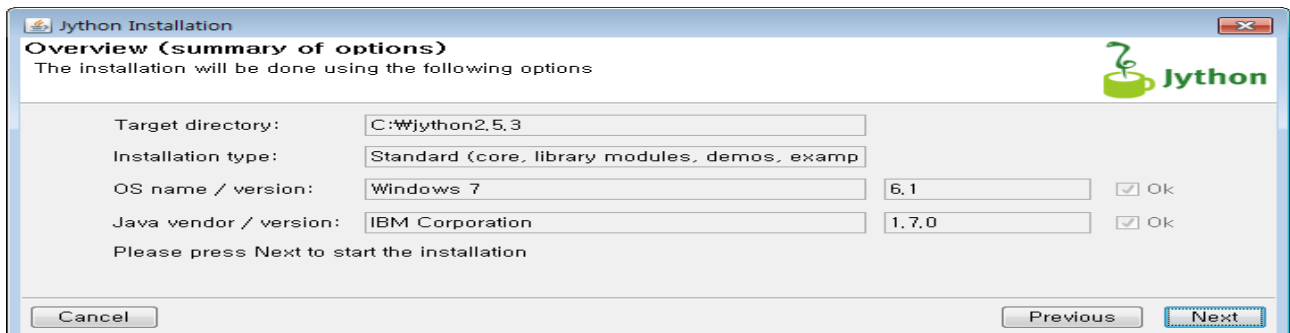 Jython Installation
Overview (summary of options)
The installation will be done using the following options
Jython
Target directory: C:₩jython2.5.3
Installation type: Standard (core, library modules, demos, examp
OS name / version: Windows 7 6.1 Ok
Java vendor / version: IBM Corporation 1.7.0 Ok
Please press Next to start the installation
Cancel Previous Next